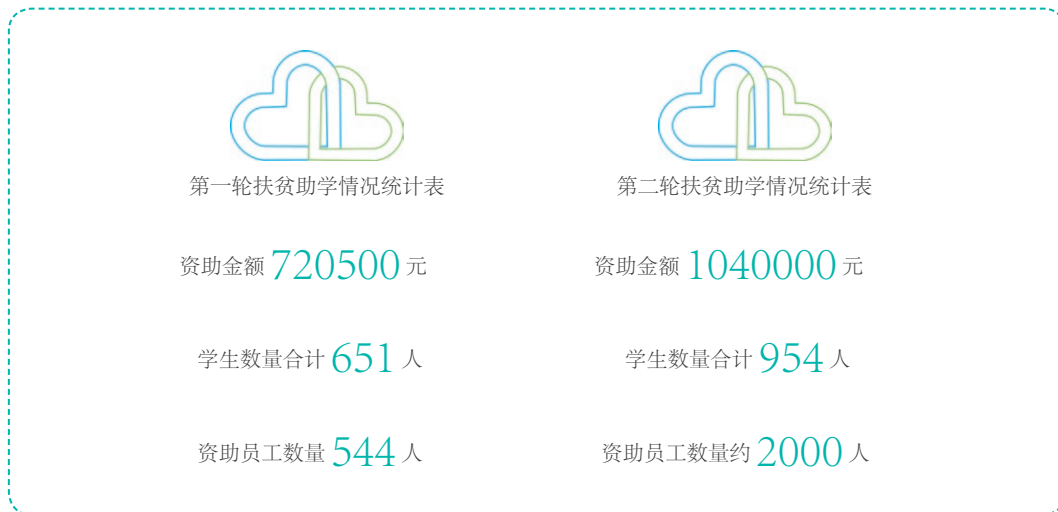 第一轮扶贫助学情况统计表
资助金额 720500 元
学生数量合计 651 人
资助员工数量 544 人
第二轮扶贫助学情况统计表
资助金额 1040000 元
学生数量合计 954 人
资助员工数量约 2000 人